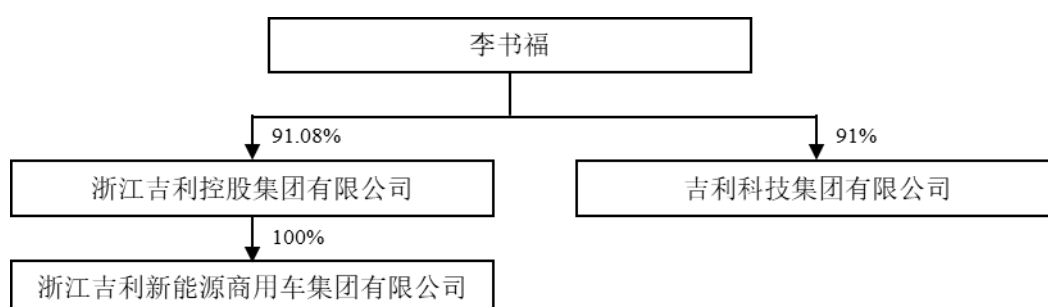 李书福
91.08%
91%
浙江吉利控股集团有限公司
吉利科技集团有限公司
100%
浙江吉利新能源商用车集团有限公司